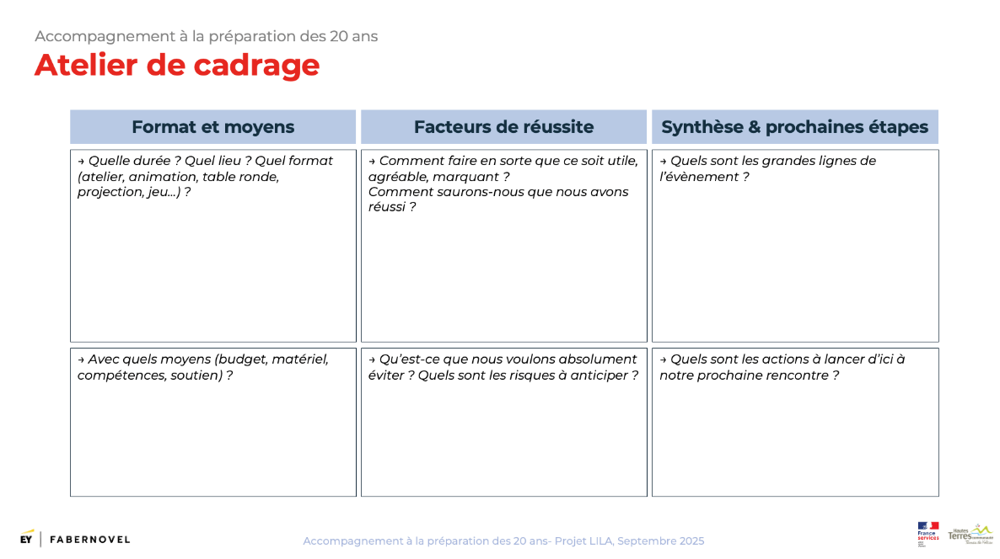 Accompagnement à la préparation des 20 ans
Atelier de cadrage
Format et moyens
Facteurs de réussite
Synthèse & prochaines étapes
→ Quelle durée ? Quel lieu ? Quel format
(atelier, animation, table ronde,
projection, jeu…) ?
→ Comment faire en sorte que ce soit utile,
agréable, marquant ?
Comment saurons-nous que nous avons
réussi ?
→ Quels sont les grandes lignes de
l’évènement ?
→ Avec quels moyens (budget, matériel,
compétences, soutien) ?
→ Qu’est-ce que nous voulons absolument
éviter ? Quels sont les risques à anticiper ?
→ Quels sont les actions à lancer d’ici à
notre prochaine rencontre ?
EY | FABERNOVEL
Accompagnement à la préparation des 20 ans- Projet LILA, Septembre 2025
France
services
Hautes
Terres communauté